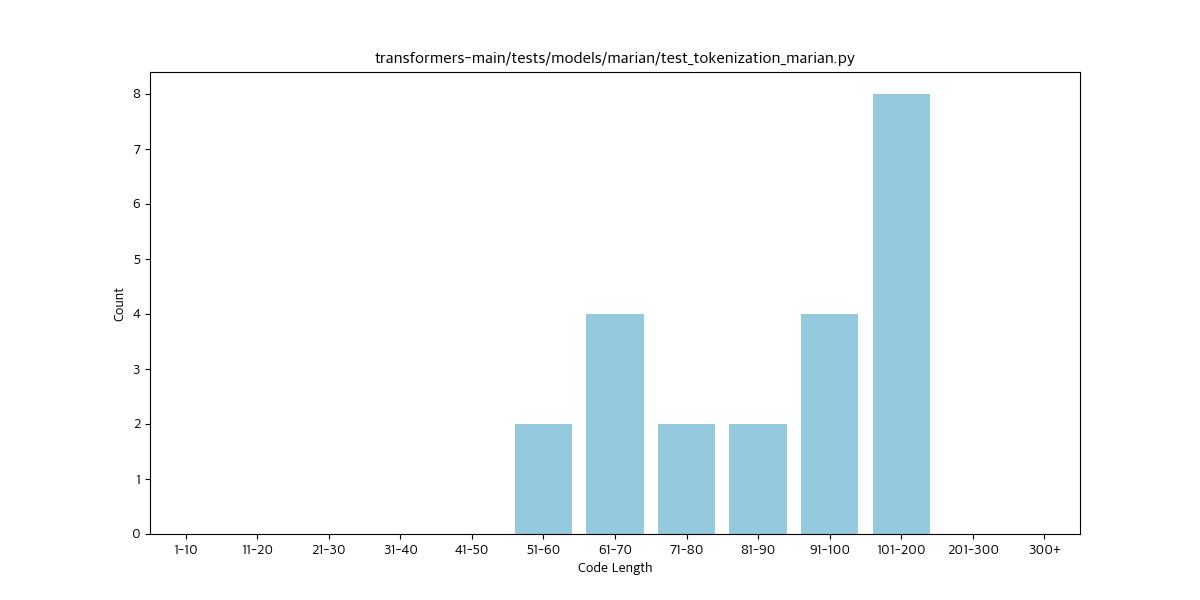 transformers-main/tests/models/marian/test_tokenization_marian.py
8
7
6
5
4
3
2
1
0
Count
1-10 11-20 21-30 31-40 41-50 51-60 61-70 71-80 81-90 91-100 101-200 201-300 300+
Code Length